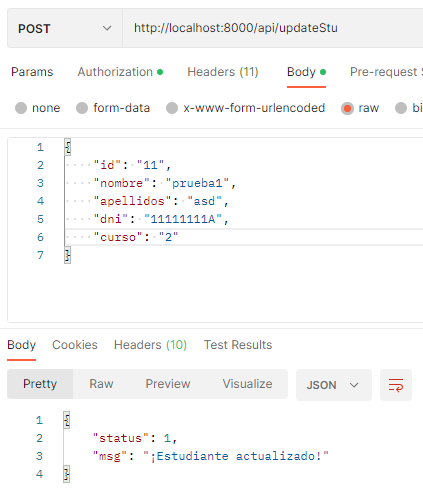 POST http://localhost:8000/api/updateStu
Params Authorization Headers (11) Body Pre-request
none form-data x-www-form-urlencoded raw bi
1 {
2 "id": "11",
3 "nombre": "prueba1",
4 "apellidos": "asd",
5 "dni": "11111111A",
6 "curso": "2"
7 }
Body Cookies Headers (10) Test Results
Pretty Raw Preview Visualize JSON
1 {
2 "status": 1,
3 "msg": "¡Estudiante actualizado!"
4 }